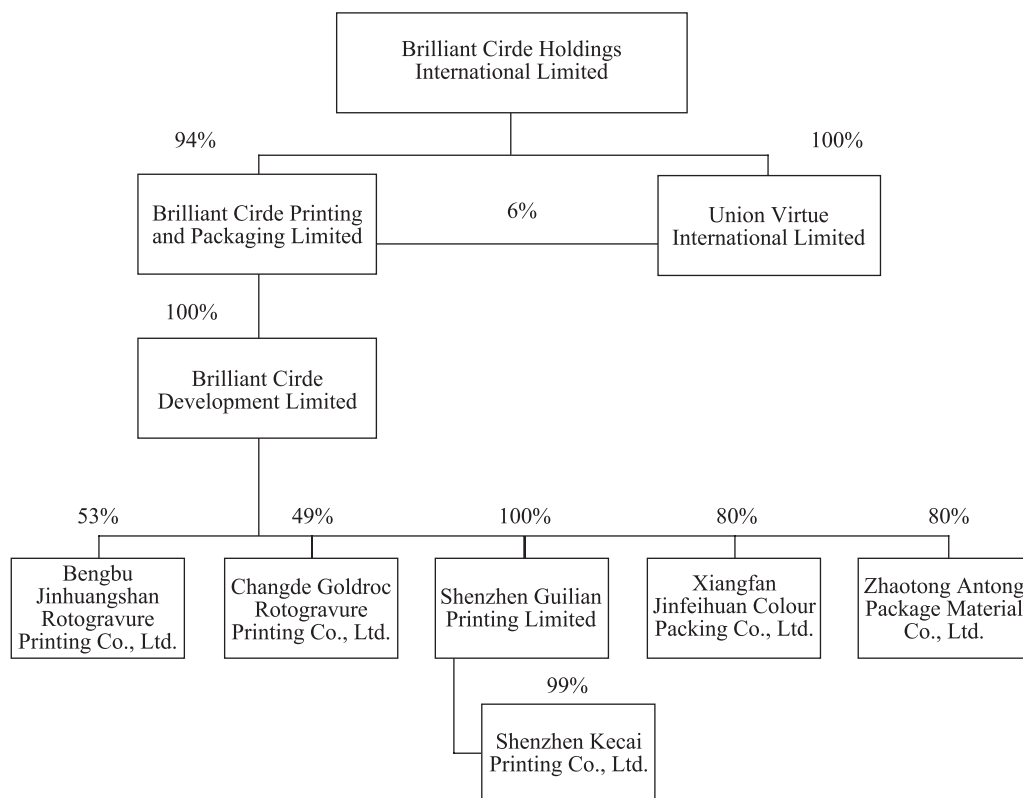 Brilliant Cirde Holdings
International Limited
94%
100%
Brilliant Cirde Printing
and Packaging Limited
6%
Union Virtue
International Limited
100%
Brilliant Cirde
Development Limited
53%
49%
100%
80%
80%
Bengbu
Jinhuangshan
Rotogravure
Printing Co., Ltd.
Changde Goldroc
Rotogravure
Printing Co., Ltd.
Shenzhen Guilian
Printing Limited
Xiangfan
Jinfeihuan Colour
Packing Co., Ltd.
Zhaotong Antong
Package Material
Co., Ltd.
99%
Shenzhen Kecai
Printing Co., Ltd.